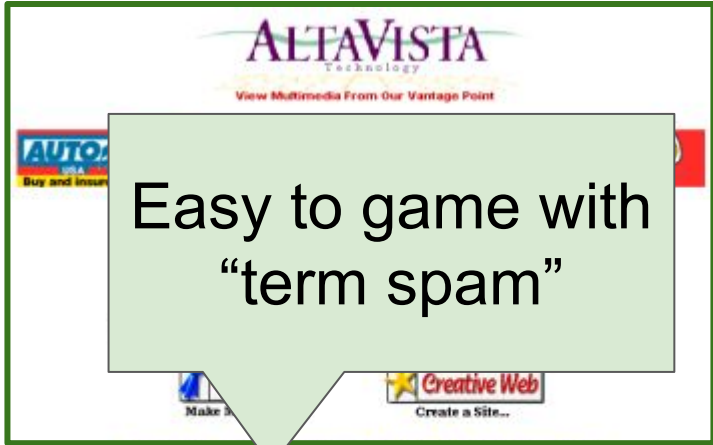 ALTAVISTA
Technology
View Multimedia From Our Vantage Point
USA
Buy and
Easy to game with
“term spam”
Creative Web
Make
Create a Site...